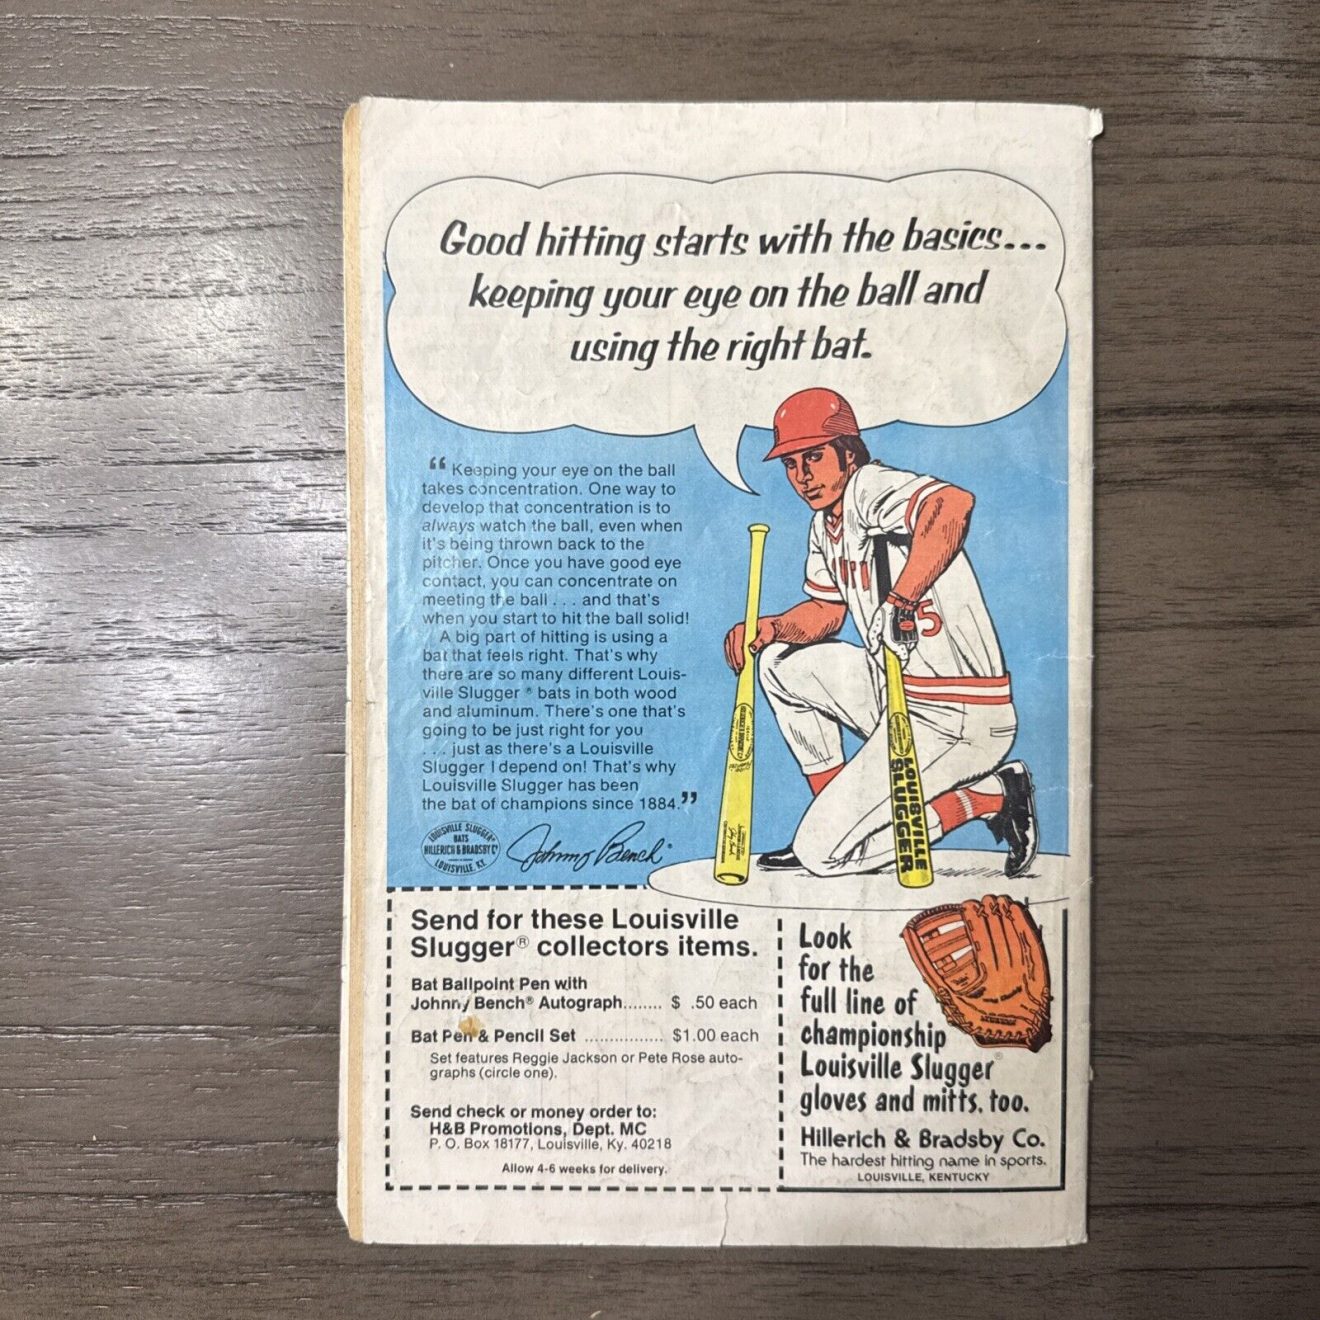 Good hitting starts with the basics...
keeping your eye on the ball and
using the right bat.
“ Keeping your eye on the ball
takes concentration. One way to
develop that concentration is to
always watch the ball, even when
it's being thrown back to the
pitcher. Once you have good eye
contact, you can concentrate on
meeting the ball . . . and that's
when you start to hit the ball solid!
A big part of hitting is using a
bat that feels right. That's why
there are so many different Louis-
ville Slugger® bats in both wood
and aluminum. There's one that's
going to be just right for you
. . . just as there's a Louisville
Slugger I depend on! That's why
Louisville Slugger has been
the bat of champions since 1884.”
LOUISVILLE SLUGGER®
BATS
HILLERICH & BRADSBY Co
LOUISVILLE, KY.
Johnny Bench®
5
LOUISVILLE
SLUGGER
Send for these Louisville
Slugger® collectors items.
Bat Ballpoint Pen with
Johnny Bench® Autograph........ $ .50 each
Bat Pen & Pencil Set ................ $1.00 each
Set features Reggie Jackson or Pete Rose auto-
graphs (circle one).
Send check or money order to:
H&B Promotions, Dept. MC
P. O. Box 18177, Louisville, Ky. 40218
Allow 4-6 weeks for delivery.
Look
for the
full line of
championship
Louisville Slugger®
gloves and mitts, too.
Hillerich & Bradsby Co.
The hardest hitting name in sports.
LOUISVILLE, KENTUCKY